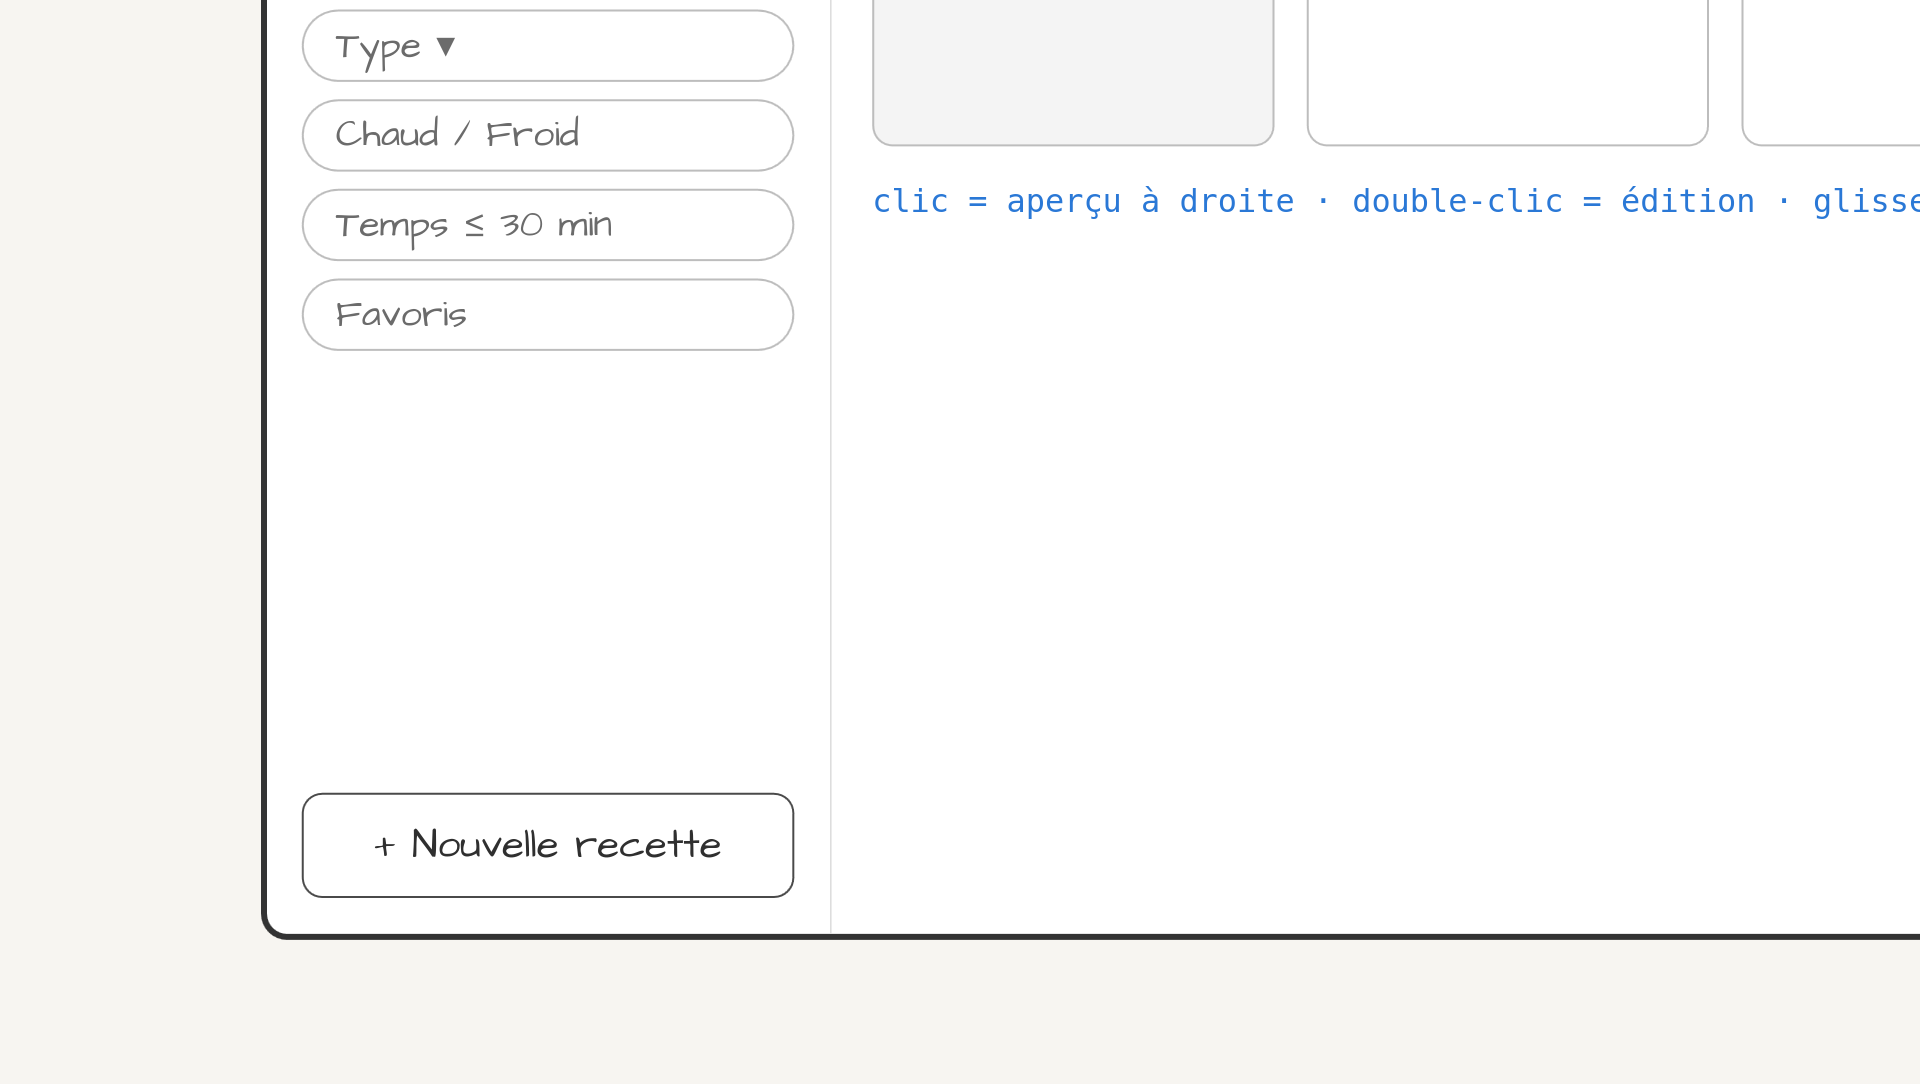 Type ▼
Chaud / Froid
Temps ≤ 30 min
Favoris
+ Nouvelle recette
clic = aperçu à droite · double-clic = édition ·